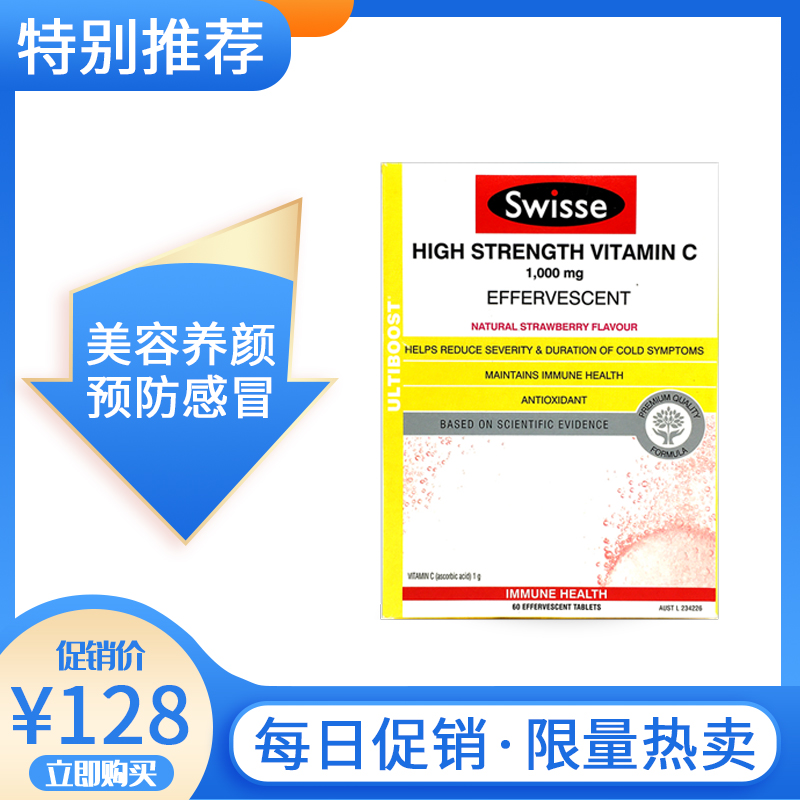 特别推荐
美容养颜
预防感冒
Swisse
HIGH STRENGTH VITAMIN C
1,000 mg
EFFERVESCENT
NATURAL STRAWBERRY FLAVOUR
ULTIBOOST®
HELPS REDUCE SEVERITY & DURATION OF COLD SYMPTOMS
MAINTAINS IMMUNE HEALTH
ANTIOXIDANT
BASED ON SCIENTIFIC EVIDENCE
PREMIUM QUALITY
FORMULA
VITAMIN C (ascorbic acid) 1 g
IMMUNE HEALTH
60 EFFERVESCENT TABLETS
AUST L 234226
促销价
¥128
立即购买
每日促销·限量热卖